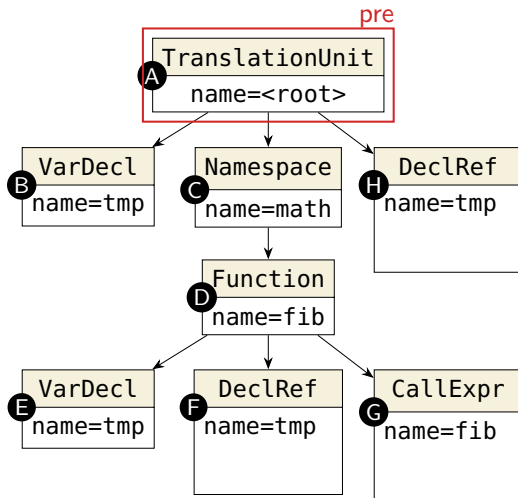 pre
TranslationUnit
A
name=<root>
VarDecl
B
name=tmp
Namespace
C
name=math
DeclRef
H
name=tmp
Function
D
name=fib
VarDecl
E
name=tmp
DeclRef
F
name=tmp
CallExpr
G
name=fib